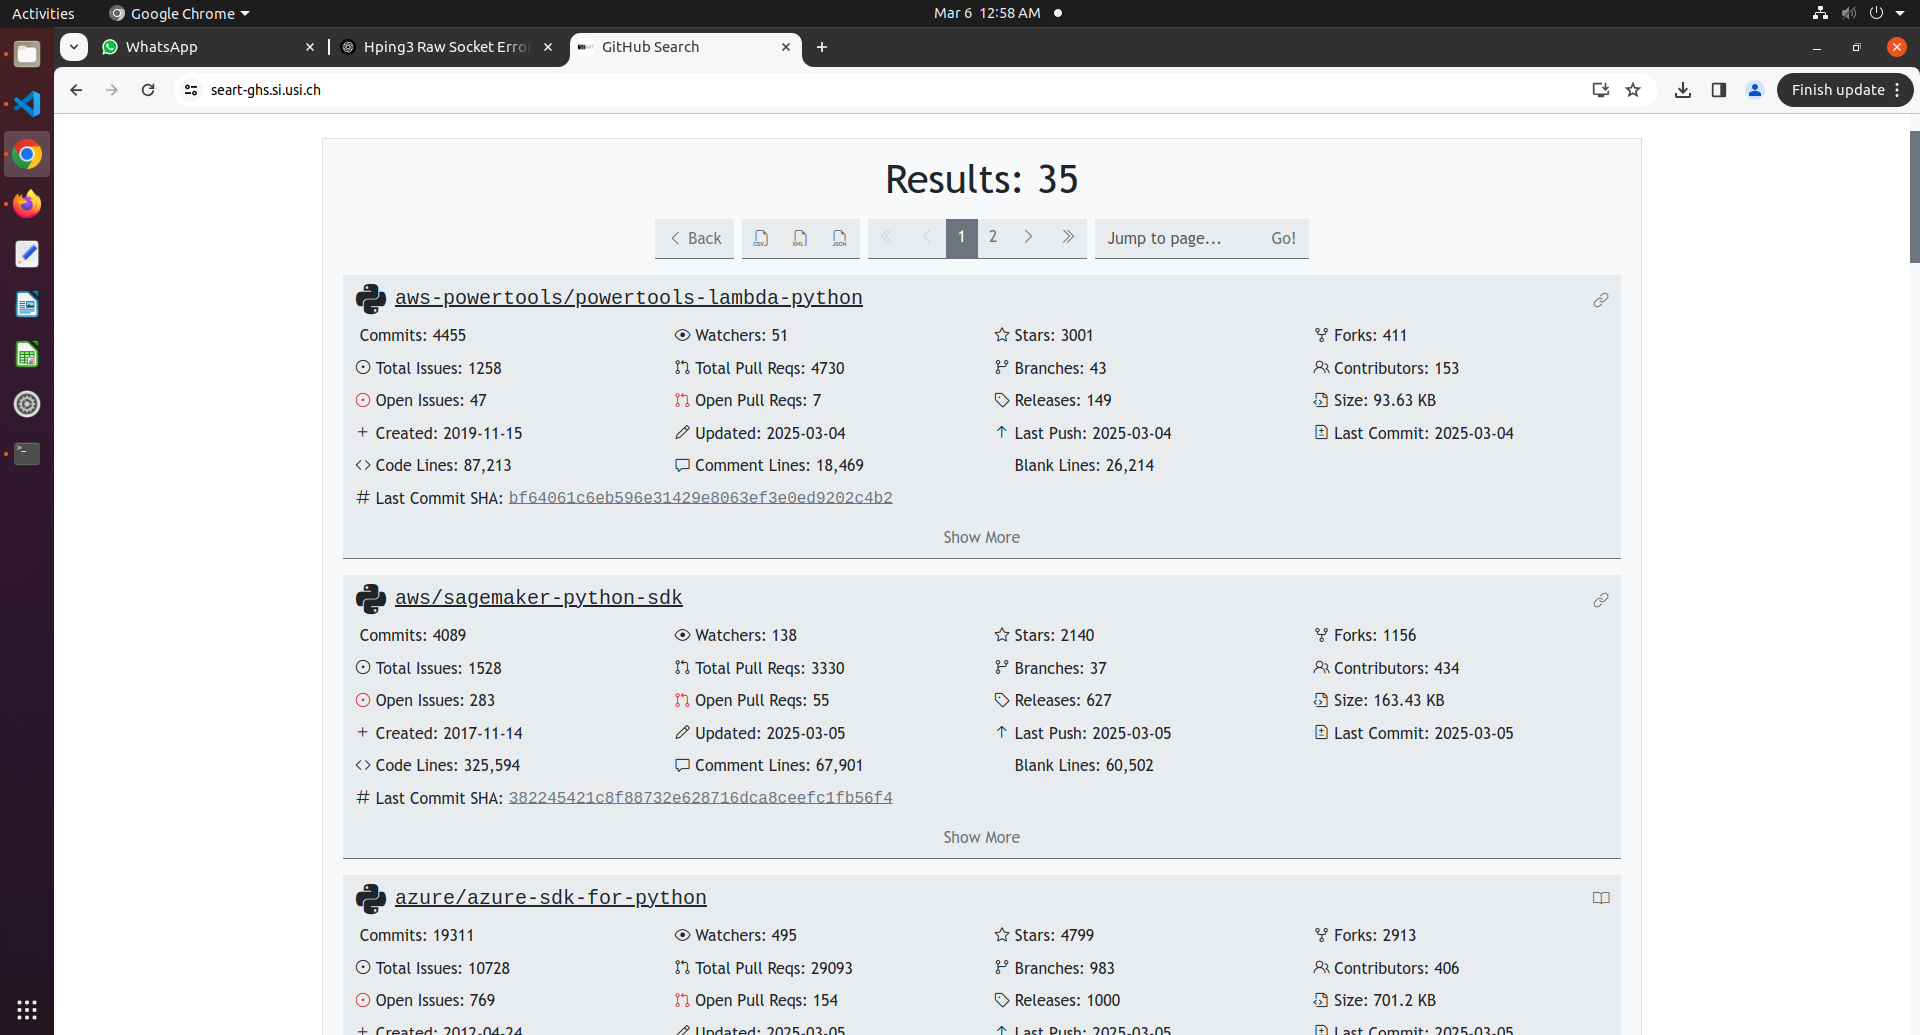 Activities Google Chrome Mar 6 12:58 AM
WhatsApp Hping3 Raw Socket Erro GitHub Search
seart-ghs.si.usi.ch Finish update
Results: 35
Back CSV XML JSON 1 2 Jump to page... Go!
aws-powertools/powertools-lambda-python
Commits: 4455 Watchers: 51 Stars: 3001 Forks: 411
Total Issues: 1258 Total Pull Reqs: 4730 Branches: 43 Contributors: 153
Open Issues: 47 Open Pull Reqs: 7 Releases: 149 Size: 93.63 KB
Created: 2019-11-15 Updated: 2025-03-04 Last Push: 2025-03-04 Last Commit: 2025-03-04
Code Lines: 87,213 Comment Lines: 18,469 Blank Lines: 26,214
Last Commit SHA: bf64061c6eb596e31429e8063ef3e0ed9202c4b2
Show More
aws/sagemaker-python-sdk
Commits: 4089 Watchers: 138 Stars: 2140 Forks: 1156
Total Issues: 1528 Total Pull Reqs: 3330 Branches: 37 Contributors: 434
Open Issues: 283 Open Pull Reqs: 55 Releases: 627 Size: 163.43 KB
Created: 2017-11-14 Updated: 2025-03-05 Last Push: 2025-03-05 Last Commit: 2025-03-05
Code Lines: 325,594 Comment Lines: 67,901 Blank Lines: 60,502
Last Commit SHA: 382245421c8f88732e628716dca8ceefc1fb56f4
Show More
azure/azure-sdk-for-python
Commits: 19311 Watchers: 495 Stars: 4799 Forks: 2913
Total Issues: 10728 Total Pull Reqs: 29093 Branches: 983 Contributors: 406
Open Issues: 769 Open Pull Reqs: 154 Releases: 1000 Size: 701.2 KB
Created: 2012-04-24 Updated: 2025-03-05 Last Push: 2025-03-05 Last Commit: 2025-03-05